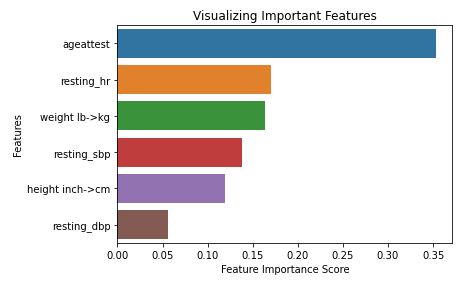 Visualizing Important Features
Features
ageattest
resting_hr
weight lb->kg
resting_sbp
height inch->cm
resting_dbp
0.00 0.05 0.10 0.15 0.20 0.25 0.30 0.35
Feature Importance Score